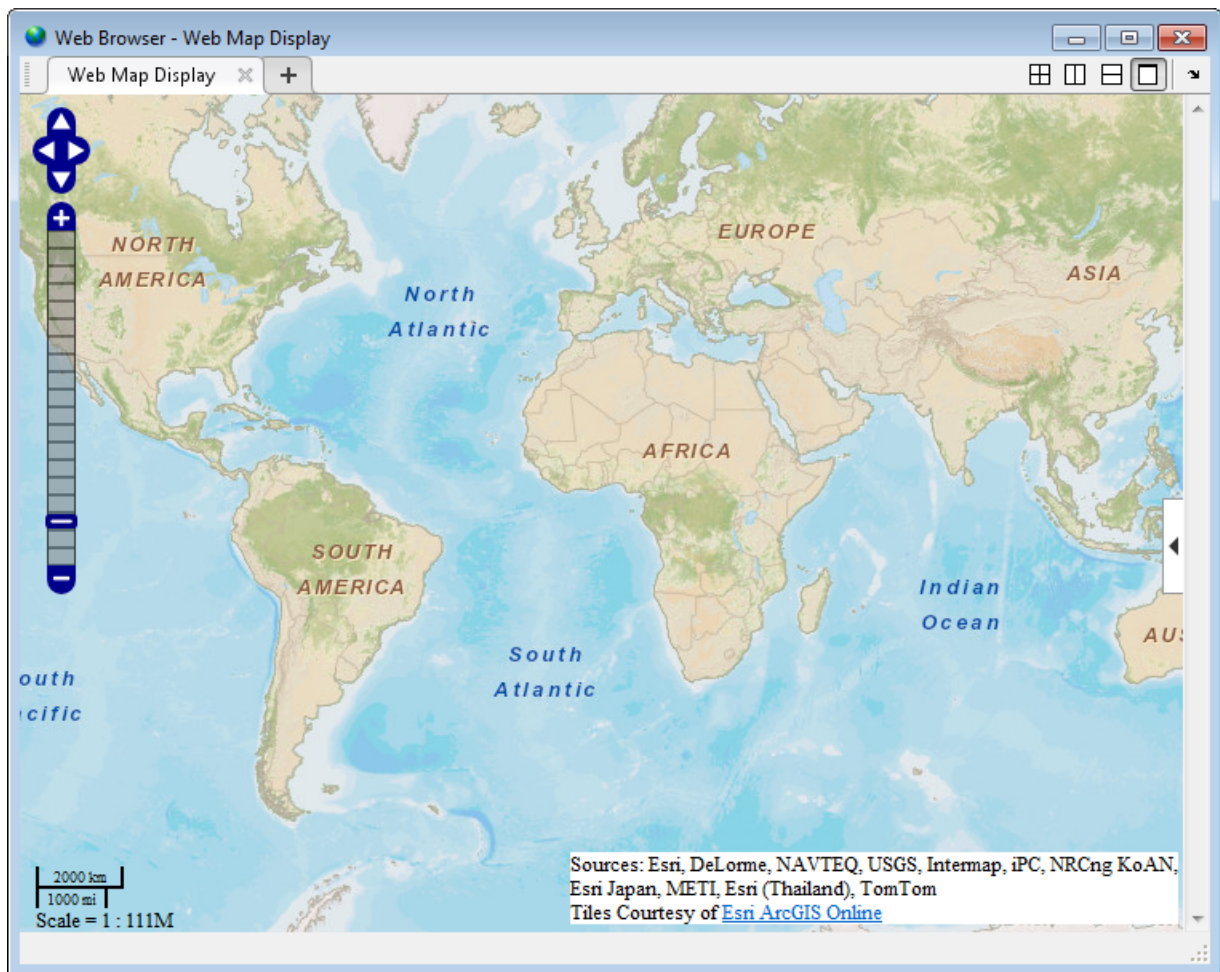 Web Browser - Web Map Display
Web Map Display
NORTH
AMERICA
North
Atlantic
EUROPE
ASIA
AFRICA
SOUTH
AMERICA
Indian
Ocean
AUS
South
Atlantic
outh
cific
2000 km
1000 mi
Scale = 1 : 111M
Sources: Esri, DeLorme, NAVTEQ, USGS, Intermap, iPC, NRCng KoAN,
Esri Japan, METI, Esri (Thailand), TomTom
Tiles Courtesy of Esri ArcGIS Online